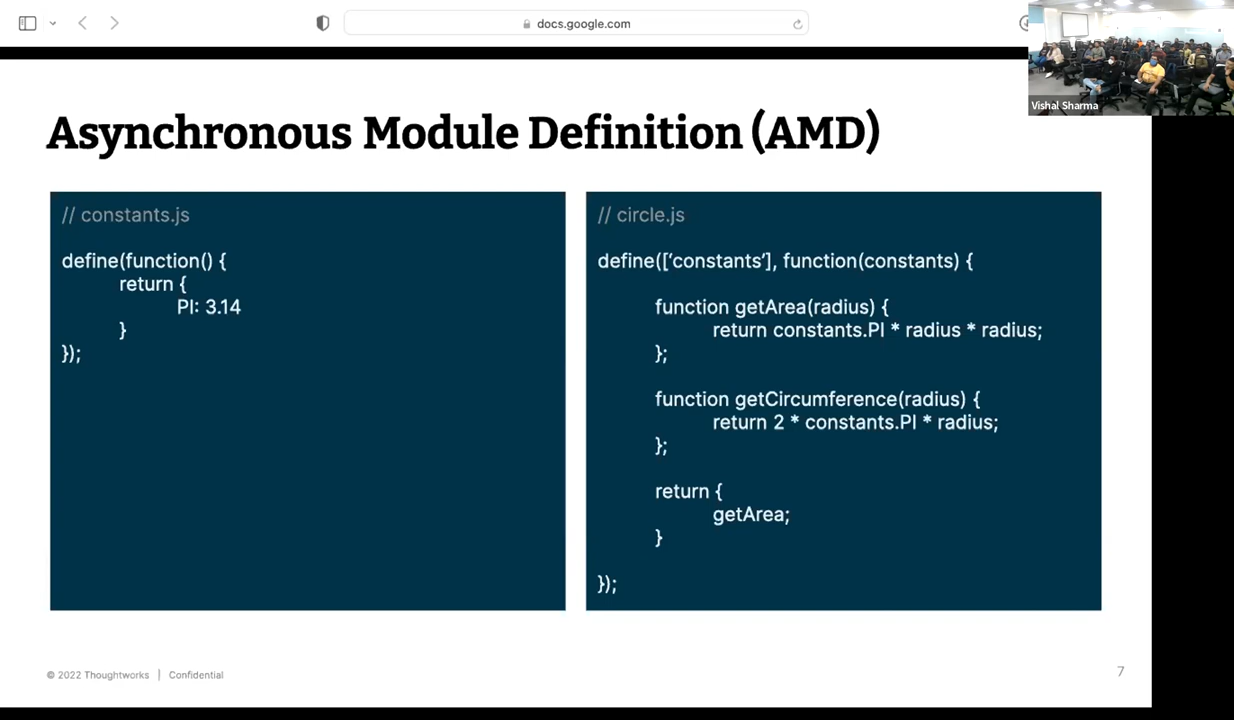 docs.google.com
Vishal Sharma
Asynchronous Module Definition (AMD)
// constants.js
define(function() {
return {
PI: 3.14
}
});
// circle.js
define([‘constants’], function(constants) {
function getArea(radius) {
return constants.PI * radius * radius;
};
function getCircumference(radius) {
return 2 * constants.PI * radius;
};
return {
getArea;
}
});
© 2022 Thoughtworks | Confidential
7